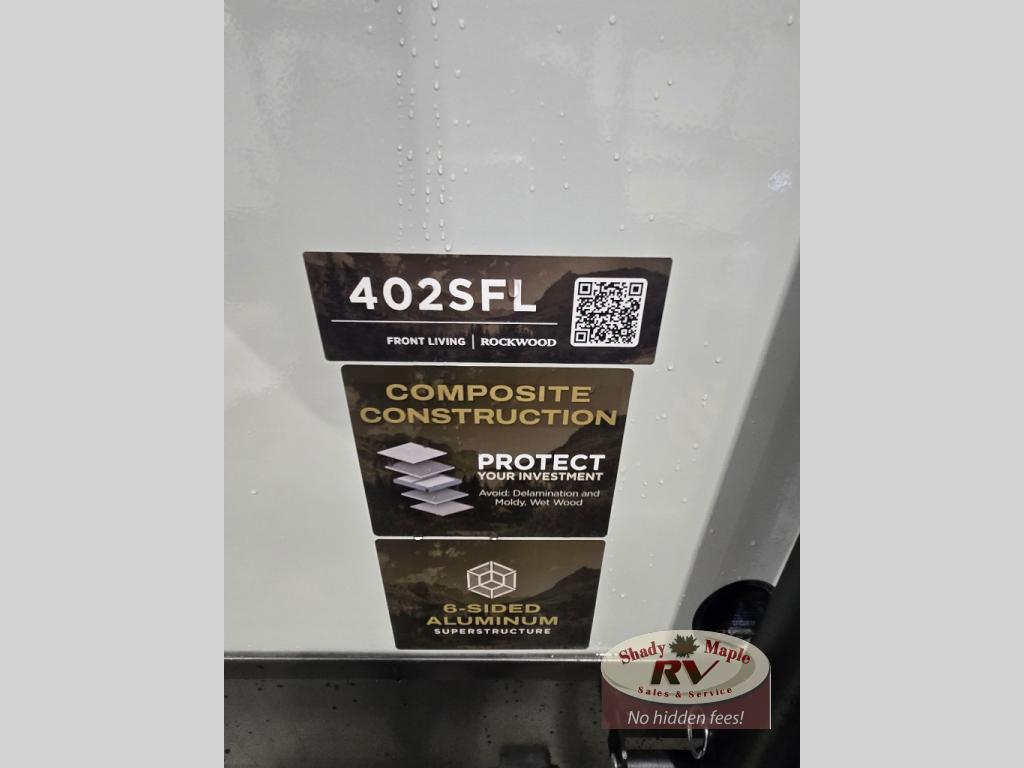 402SFL
FRONT LIVING | ROCKWOOD
COMPOSITE
CONSTRUCTION
PROTECT
YOUR INVESTMENT
Avoid: Delamination and
Moldy, Wet Wood
6-SIDED
ALUMINUM
SUPERSTRUCTURE
Shady Maple
RV
Sales & Service
No hidden fees!